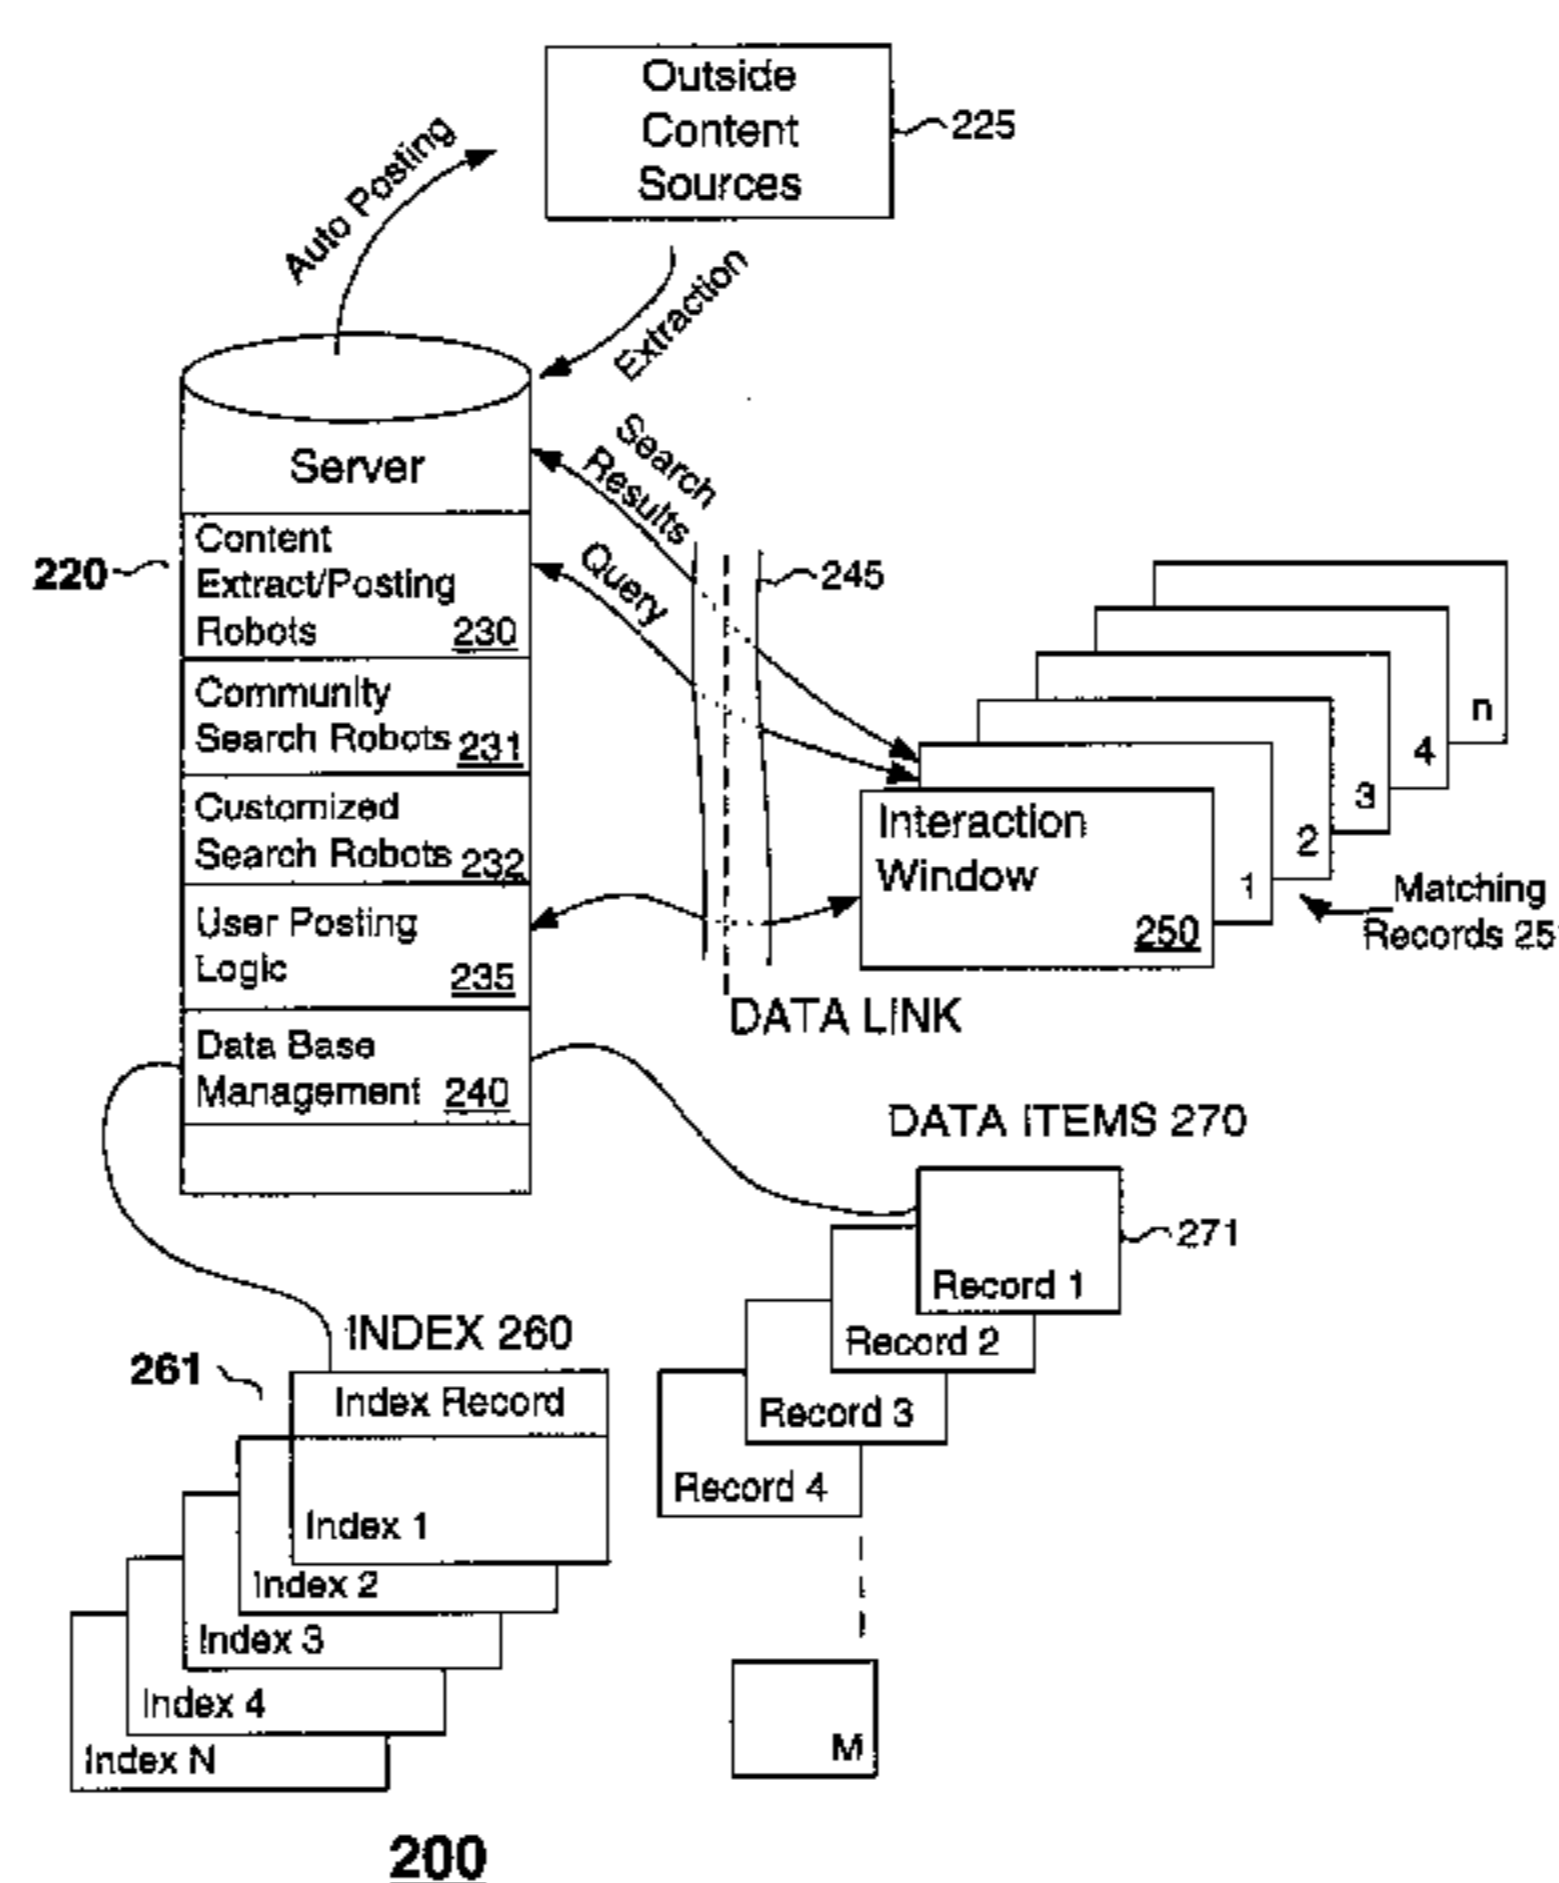 Outside
Content
Sources
225
Auto Posting
Extraction
Server
Search
Results
Query
220
Content
Extract/Posting
Robots 230
Community
Search Robots 231
Customized
Search Robots 232
User Posting
Logic 235
Data Base
Management 240
245
n
4
3
2
1
Interaction
Window
250
Matching
Records 25
DATA LINK
DATA ITEMS 270
271
Record 1
Record 2
Record 3
Record 4
M
INDEX 260
261
Index Record
Index 1
Index 2
Index 3
Index 4
Index N
200